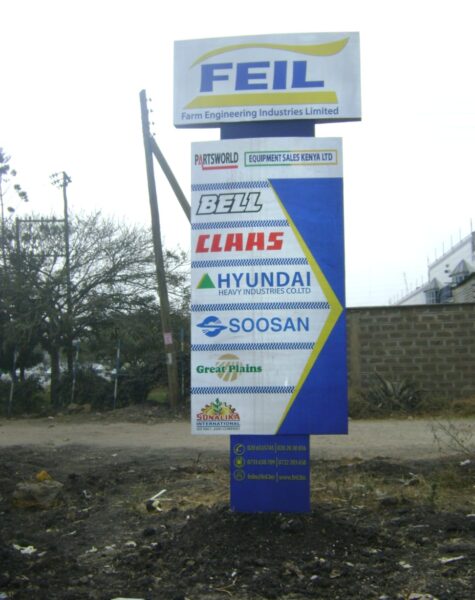 FEIL
Farm Engineering Industries Limited
PARTSWORLD EQUIPMENT SALES KENYA LTD
BELL
CLAAS
HYUNDAI
HEAVY INDUSTRIES CO.LTD
SOOSAN
Great Plains
SONALIKA
INTERNATIONAL